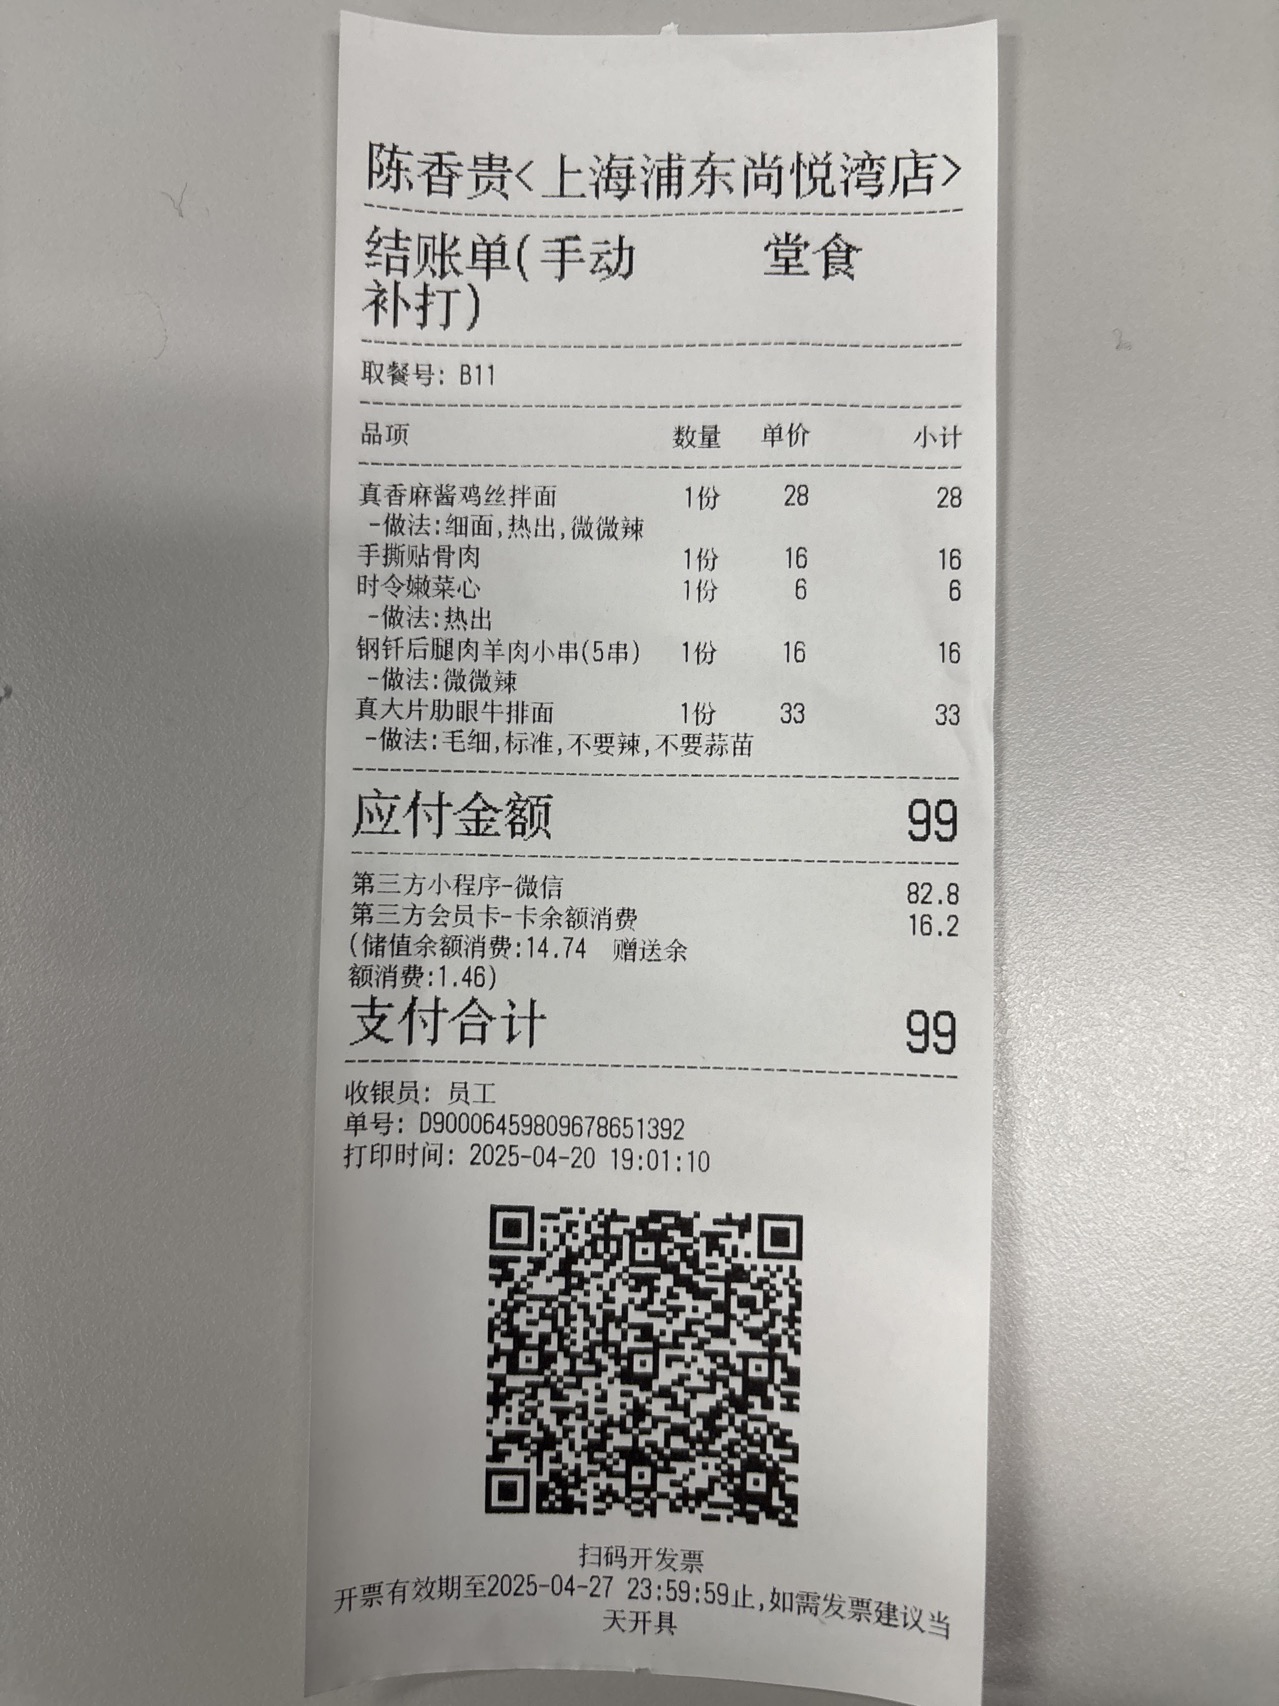 陈香贵<上海浦东尚悦湾店>
结账单(手动 堂食
补打)
取餐号: B11
品项 数量 单价 小计
真香麻酱鸡丝拌面 1份 28 28
-做法:细面,热出,微微辣
手撕贴骨肉 1份 16 16
时令嫩菜心 1份 6 6
-做法:热出
钢钎后腿肉羊肉小串(5串) 1份 16 16
-做法:微微辣
真大片肋眼牛排面 1份 33 33
-做法:毛细,标准,不要辣,不要蒜苗
应付金额 99
第三方小程序-微信 82.8
第三方会员卡-卡余额消费 16.2
(储值余额消费:14.74 赠送余
额消费:1.46)
支付合计 99
收银员: 员工
单号: D90006459809678651392
打印时间: 2025-04-20 19:01:10
扫码开发票
开票有效期至2025-04-27 23:59:59止,如需发票建议当
天开具